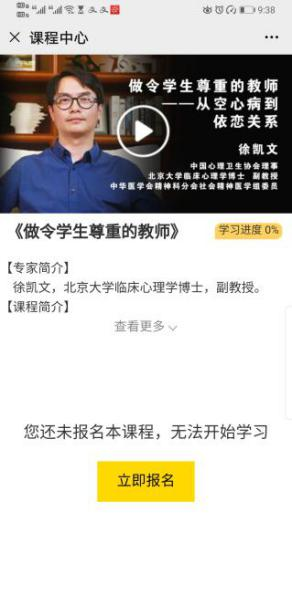 9:38
× 课程中心 ...
做令学生尊重的教师
——从空心病到
依恋关系
徐凯文
中国心理卫生协会理事
北京大学临床心理学博士 副教授
中华医学会精神科分会社会精神医学组委员
《做令学生尊重的教师》
学习进度 0%
【专家简介】
徐凯文，北京大学临床心理学博士，副教授。
【课程简介】
查看更多
您还未报名本课程，无法开始学习
立即报名